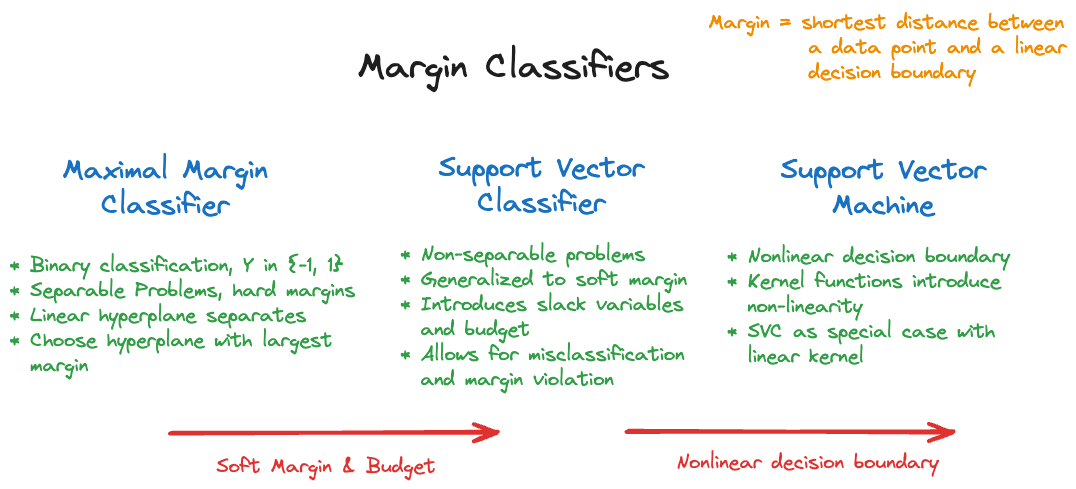 Margin = shortest distance between
a data point and a linear
decision boundary
Margin Classifiers
Maximal Margin
Classifier
* Binary classification, Y in {-1, 1}
* Separable Problems, hard margins
* Linear hyperplane separates
* Choose hyperplane with largest
margin
Support Vector
Classifier
* Non-separable problems
* Generalized to soft margin
* Introduces slack variables
and budget
* Allows for misclassification
and margin violation
Support Vector
Machine
* Nonlinear decision boundary
* Kernel functions introduce
non-linearity
* SVC as special case with
linear kernel
Soft Margin & Budget
Nonlinear decision boundary